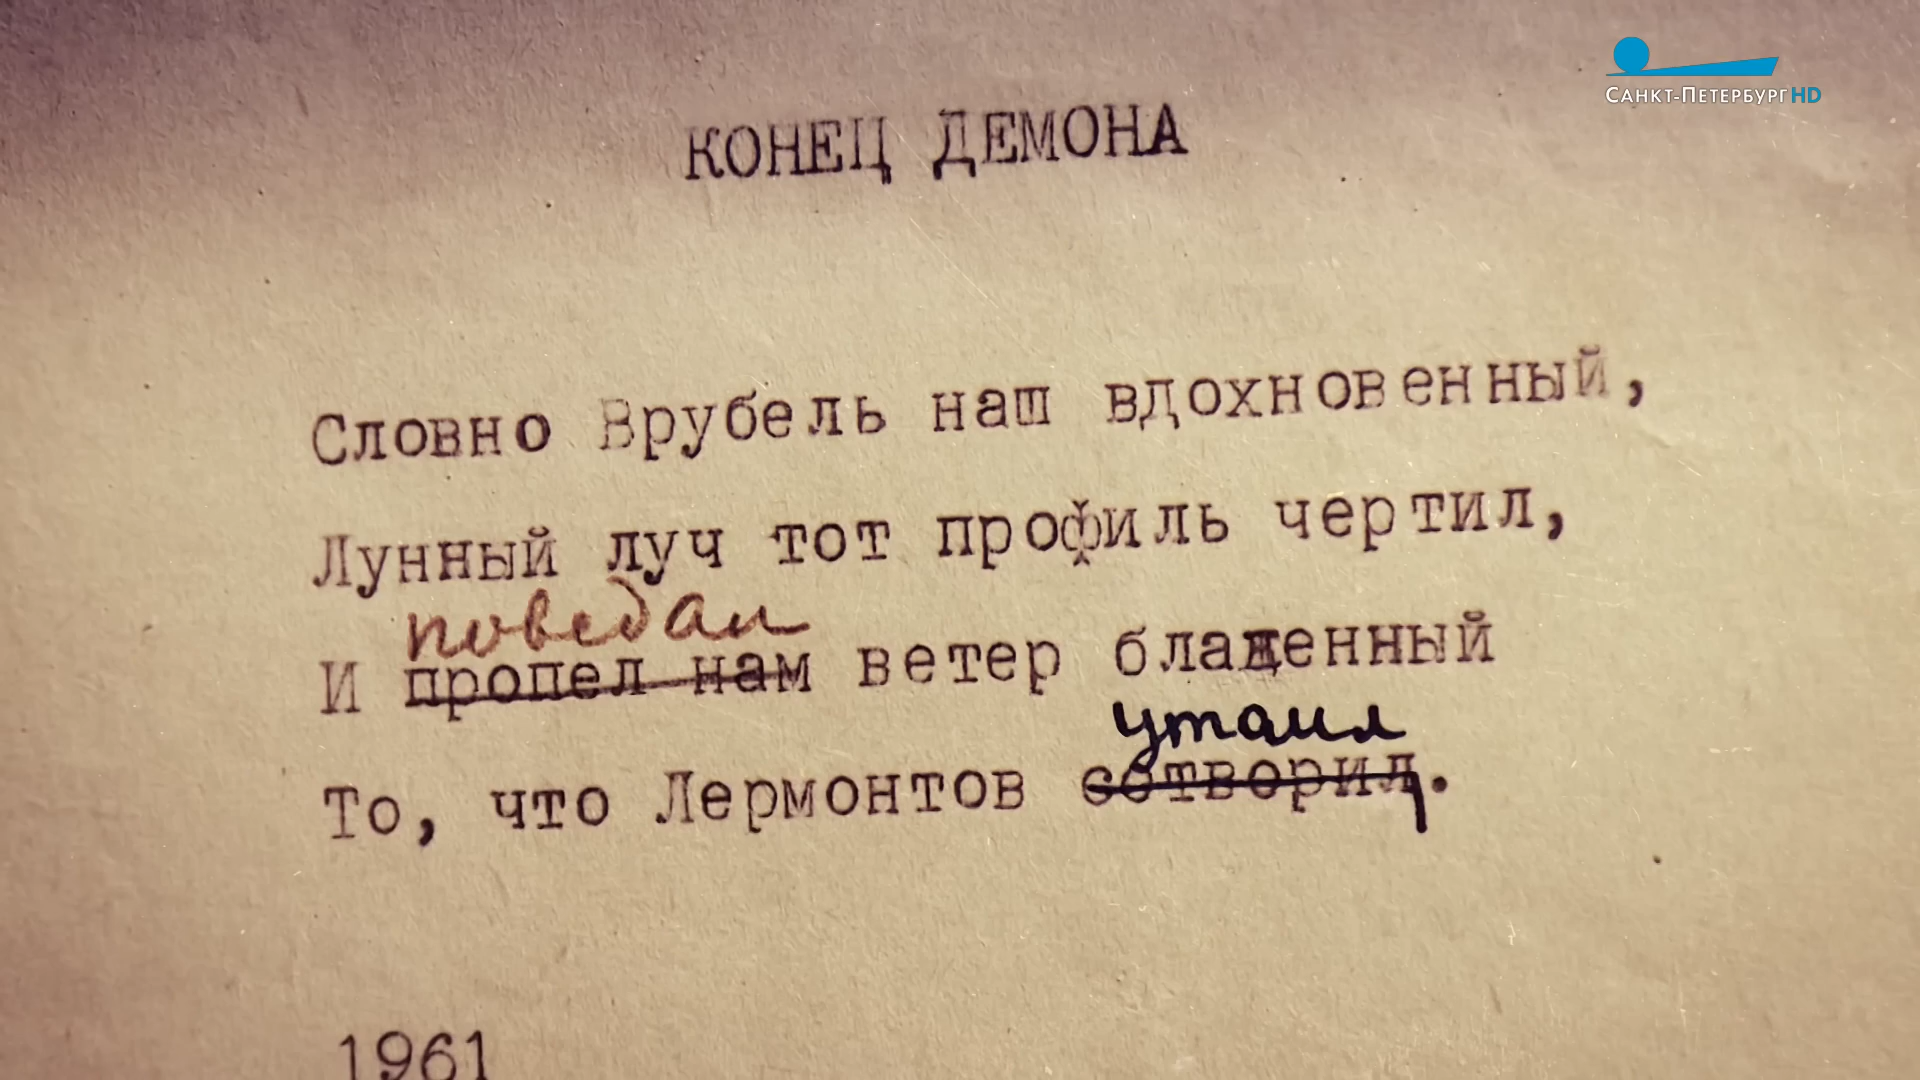 Санкт-Петербург HD
КОНЕЦ ДЕМОНА
Словно Врубель наш вдохновенный,
Лунный луч тот профиль чертил,
поведал
И пропел нам ветер блаженный
утаил
То, что Лермонтов сотворил.
1961